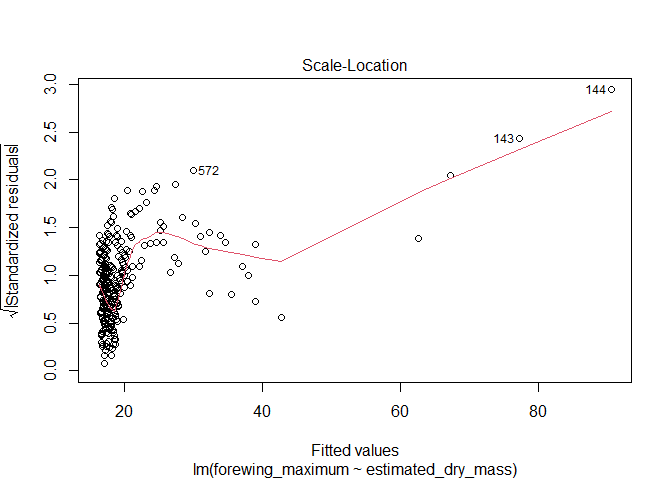 Scale-Location
√|Standardized residuals|
3.0
2.5
2.0
1.5
1.0
0.5
0.0
144
143
572
20 40 60 80
Fitted values
lm(forewing_maximum ~ estimated_dry_mass)